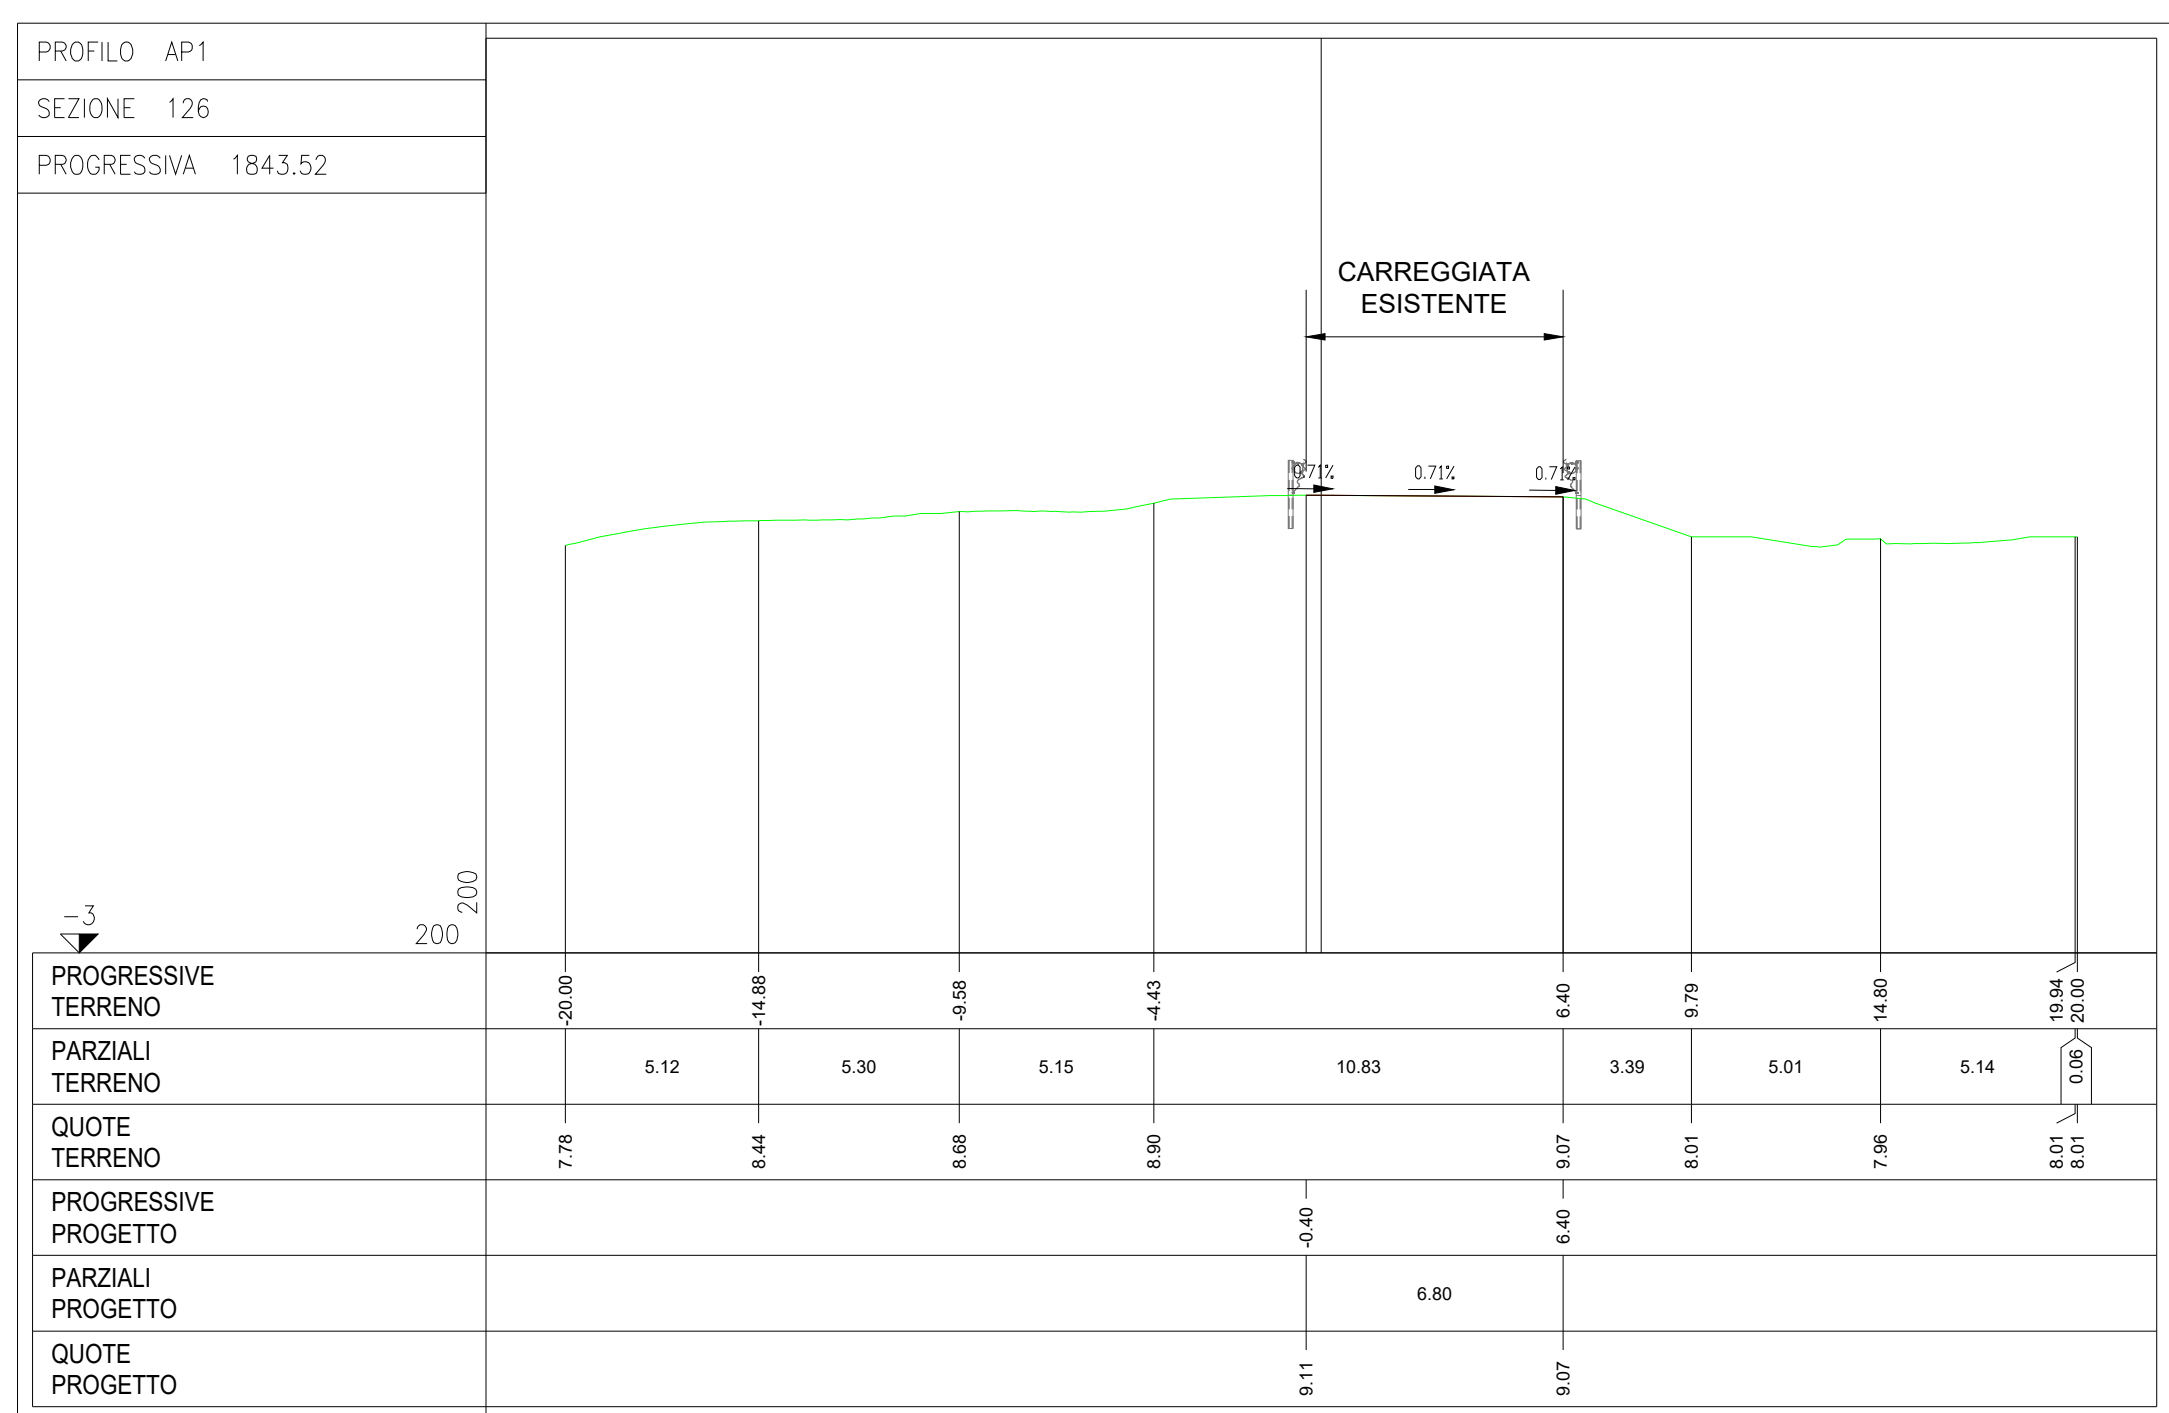 PROFILO AP1
SEZIONE 126
PROGRESSIVA 1843.52
CARREGGIATA
ESISTENTE
0.71% 0.71% 0.71%
-3
200
200
PROGRESSIVE
TERRENO
-20.00 -14.88 -9.58 -4.43 6.40 9.79 14.80 19.94 20.00
PARZIALI
TERRENO
5.12 5.30 5.15 10.83 3.39 5.01 5.14 0.06
QUOTE
TERRENO
7.78 8.44 8.68 8.90 9.07 8.01 7.96 8.01 8.01
PROGRESSIVE
PROGETTO
-0.40 6.40
PARZIALI
PROGETTO
6.80
QUOTE
PROGETTO
9.11 9.07